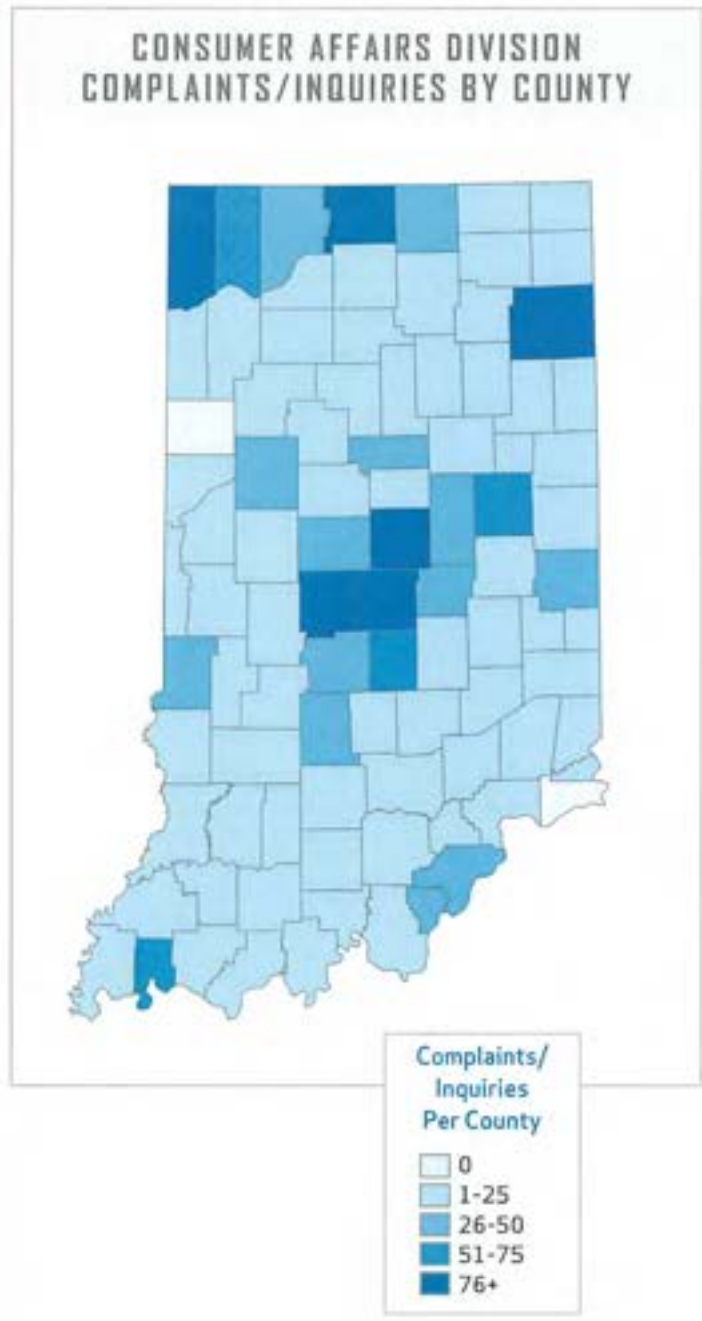 CONSUMER AFFAIRS DIVISION
COMPLAINTS/INQUIRIES BY COUNTY
Complaints/
Inquiries
Per County
0
1-25
26-50
51-75
76+